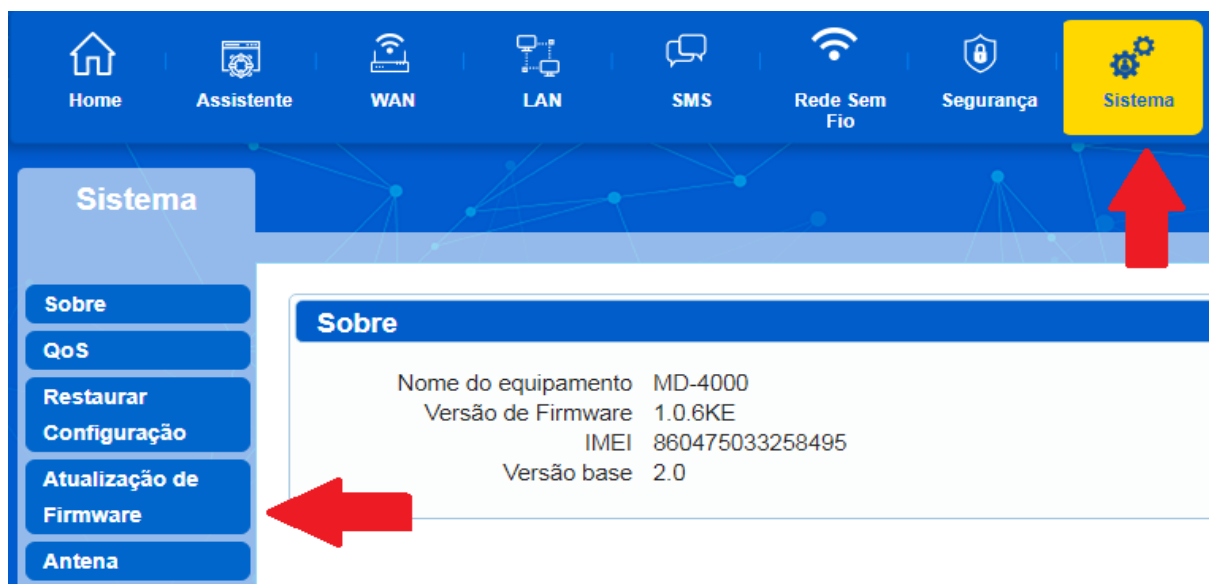 Home
Assistente
WAN
LAN
SMS
Rede Sem
Fio
Segurança
Sistema
Sistema
Sobre
QoS
Restaurar
Configuração
Atualização de
Firmware
Antena
Sobre
Nome do equipamento MD-4000
Versão de Firmware 1.0.6KE
IMEI 860475033258495
Versão base 2.0